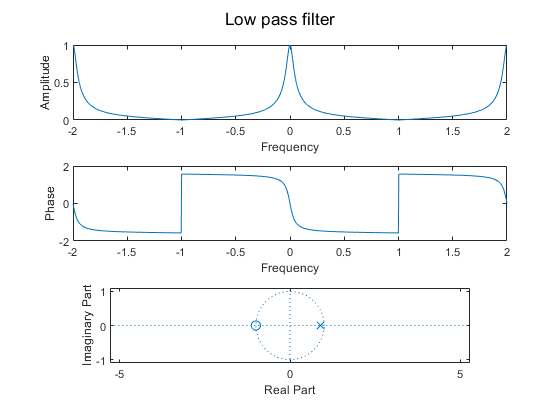 Low pass filter
1
0.5
0
Amplitude
-2 -1.5 -1 -0.5 0 0.5 1 1.5 2
Frequency
2
0
-2
Phase
-2 -1.5 -1 -0.5 0 0.5 1 1.5 2
Frequency
1
0
-1
Imaginary Part
-5 0 5
Real Part